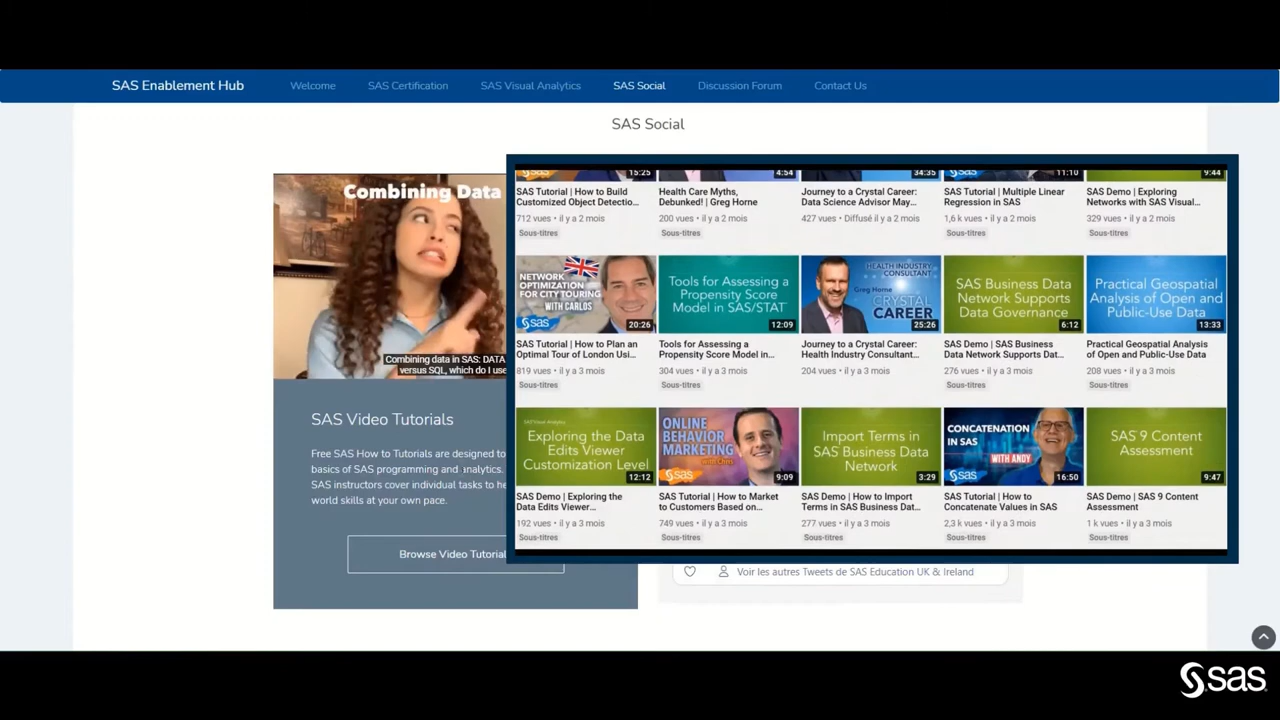 SAS Enablement Hub
Welcome
SAS Certification
SAS Visual Analytics
SAS Social
Discussion Forum
Contact Us
SAS Social
Combining Data
Combining data in SAS: DATA
versus SQL, which do I use
SAS Video Tutorials
Free SAS How to Tutorials are designed to
basics of SAS programming and analytics.
SAS instructors cover individual tasks to he
world skills at your own pace.
Browse Video Tutorial
15:25
4:54
34:35
11:10
9:44
SAS Tutorial | How to Build
Customized Object Detectio...
712 vues • il y a 2 mois
Sous-titres
Health Care Myths,
Debunked! | Greg Horne
200 vues • il y a 2 mois
Sous-titres
Journey to a Crystal Career:
Data Science Advisor May...
427 vues • Diffusé il y a 2 mois
SAS Tutorial | Multiple Linear
Regression in SAS
1,6 k vues • il y a 2 mois
Sous-titres
SAS Demo | Exploring
Networks with SAS Visual...
329 vues • il y a 2 mois
Sous-titres
NETWORK
OPTIMIZATION
FOR CITY TOURING
WITH CARLOS
sas
20:26
SAS Tutorial | How to Plan an
Optimal Tour of London Usi...
819 vues • il y a 3 mois
Sous-titres
Tools for Assessing a
Propensity Score
Model in SAS/STAT
12:09
Tools for Assessing a
Propensity Score Model in...
304 vues • il y a 3 mois
Sous-titres
HEALTH INDUSTRY
CONSULTANT
Greg Horne
CRYSTAL
CAREER
25:26
Journey to a Crystal Career:
Health Industry Consultant...
204 vues • il y a 3 mois
SAS Business Data
Network Supports
Data Governance
6:12
SAS Demo | SAS Business
Data Network Supports Dat...
276 vues • il y a 3 mois
Sous-titres
Practical Geospatial
Analysis of Open and
Public-Use Data
13:33
Practical Geospatial Analysis
of Open and Public-Use Data
208 vues • il y a 3 mois
Sous-titres
SAS Visual Analytics
Exploring the Data
Edits Viewer
Customization Level
12:12
SAS Demo | Exploring the
Data Edits Viewer...
192 vues • il y a 3 mois
Sous-titres
ONLINE
BEHAVIOR
MARKETING
with Chris
sas
9:09
SAS Tutorial | How to Market
to Customers Based on...
749 vues • il y a 3 mois
Sous-titres
Import Terms in
SAS Business Data
Network
3:29
SAS Demo | How to Import
Terms in SAS Business Dat...
277 vues • il y a 3 mois
Sous-titres
CONCATENATION
IN SAS
WITH ANDY
sas
16:50
SAS Tutorial | How to
Concatenate Values in SAS
2,3 k vues • il y a 3 mois
Sous-titres
SAS 9 Content
Assessment
9:47
SAS Demo | SAS 9 Content
Assessment
1 k vues • il y a 3 mois
Sous-titres
Voir les autres Tweets de SAS Education UK & Ireland
sas